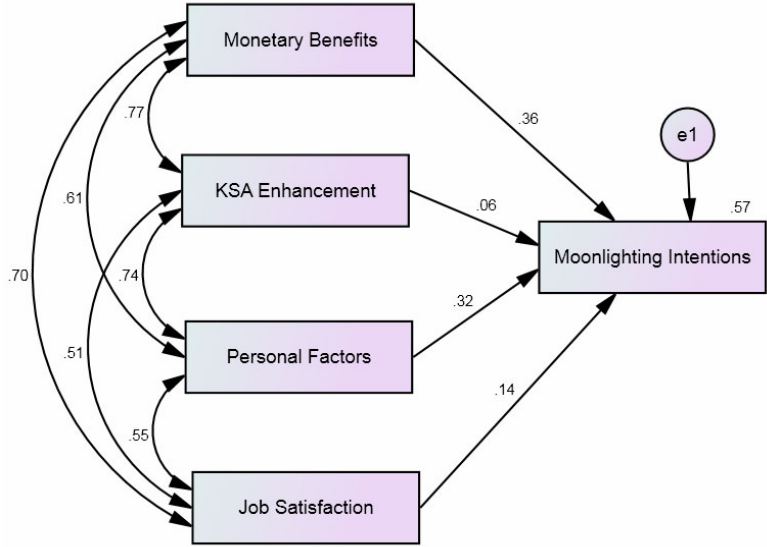 Monetary Benefits
.77
.36
e1
KSA Enhancement
.61
.06
.57
Moonlighting Intentions
.70
.74
.32
Personal Factors
.51
.14
.55
Job Satisfaction